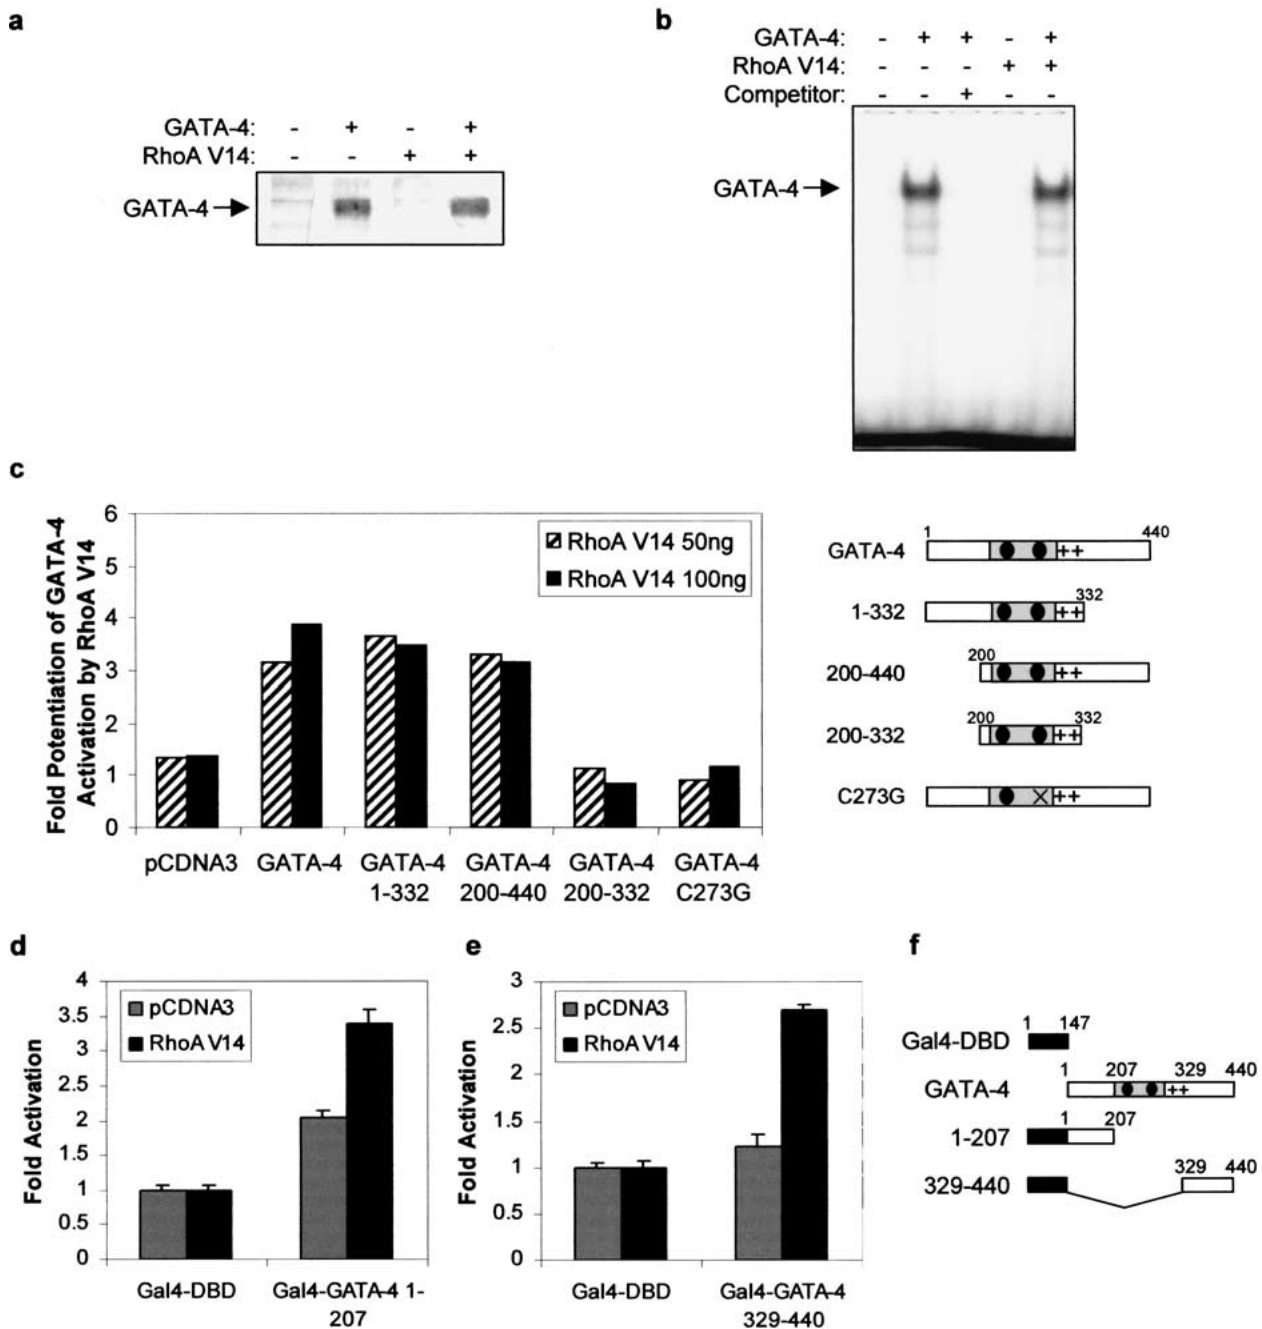 a
GATA-4: - + - +
RhoA V14: - - + +
GATA-4
b
GATA-4: - + + - +
RhoA V14: - - - + +
Competitor: - - + - -
GATA-4
c
Fold Potentiation of GATA-4
Activation by RhoA V14
6
5
4
3
2
1
0
RhoA V14 50ng
RhoA V14 100ng
pCDNA3
GATA-4
GATA-4 1-332
GATA-4 200-440
GATA-4 200-332
GATA-4 C273G
1 440
GATA-4 ++
332
1-332 ++
200
200-440 ++
200 332
200-332 ++
C273G X++
d
Fold Activation
4
3.5
3
2.5
2
1.5
1
0.5
0
pCDNA3
RhoA V14
Gal4-DBD
Gal4-GATA-4 1-
207
e
Fold Activation
3
2.5
2
1.5
1
0.5
0
pCDNA3
RhoA V14
Gal4-DBD
Gal4-GATA-4
329-440
f
1 147
Gal4-DBD
1 207 329 440
GATA-4 ++
1 207
1-207
329 440
329-440